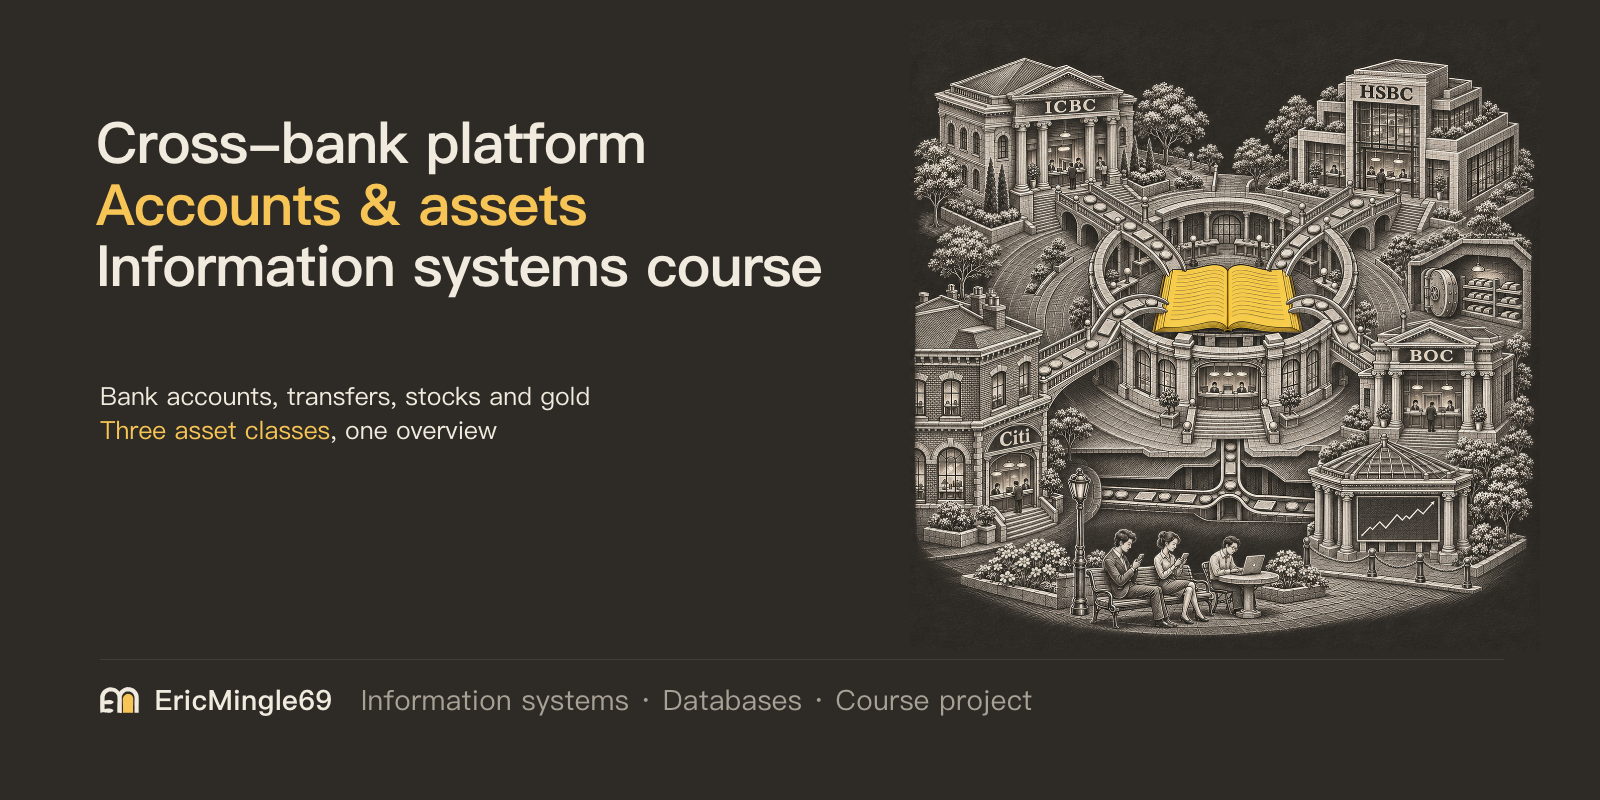 Cross–bank platform
Accounts & assets
Information systems course
Bank accounts, transfers, stocks and gold
Three asset classes, one overview
ICBC
HSBC
BOC
Citi
EricMingle69 Information systems · Databases · Course project